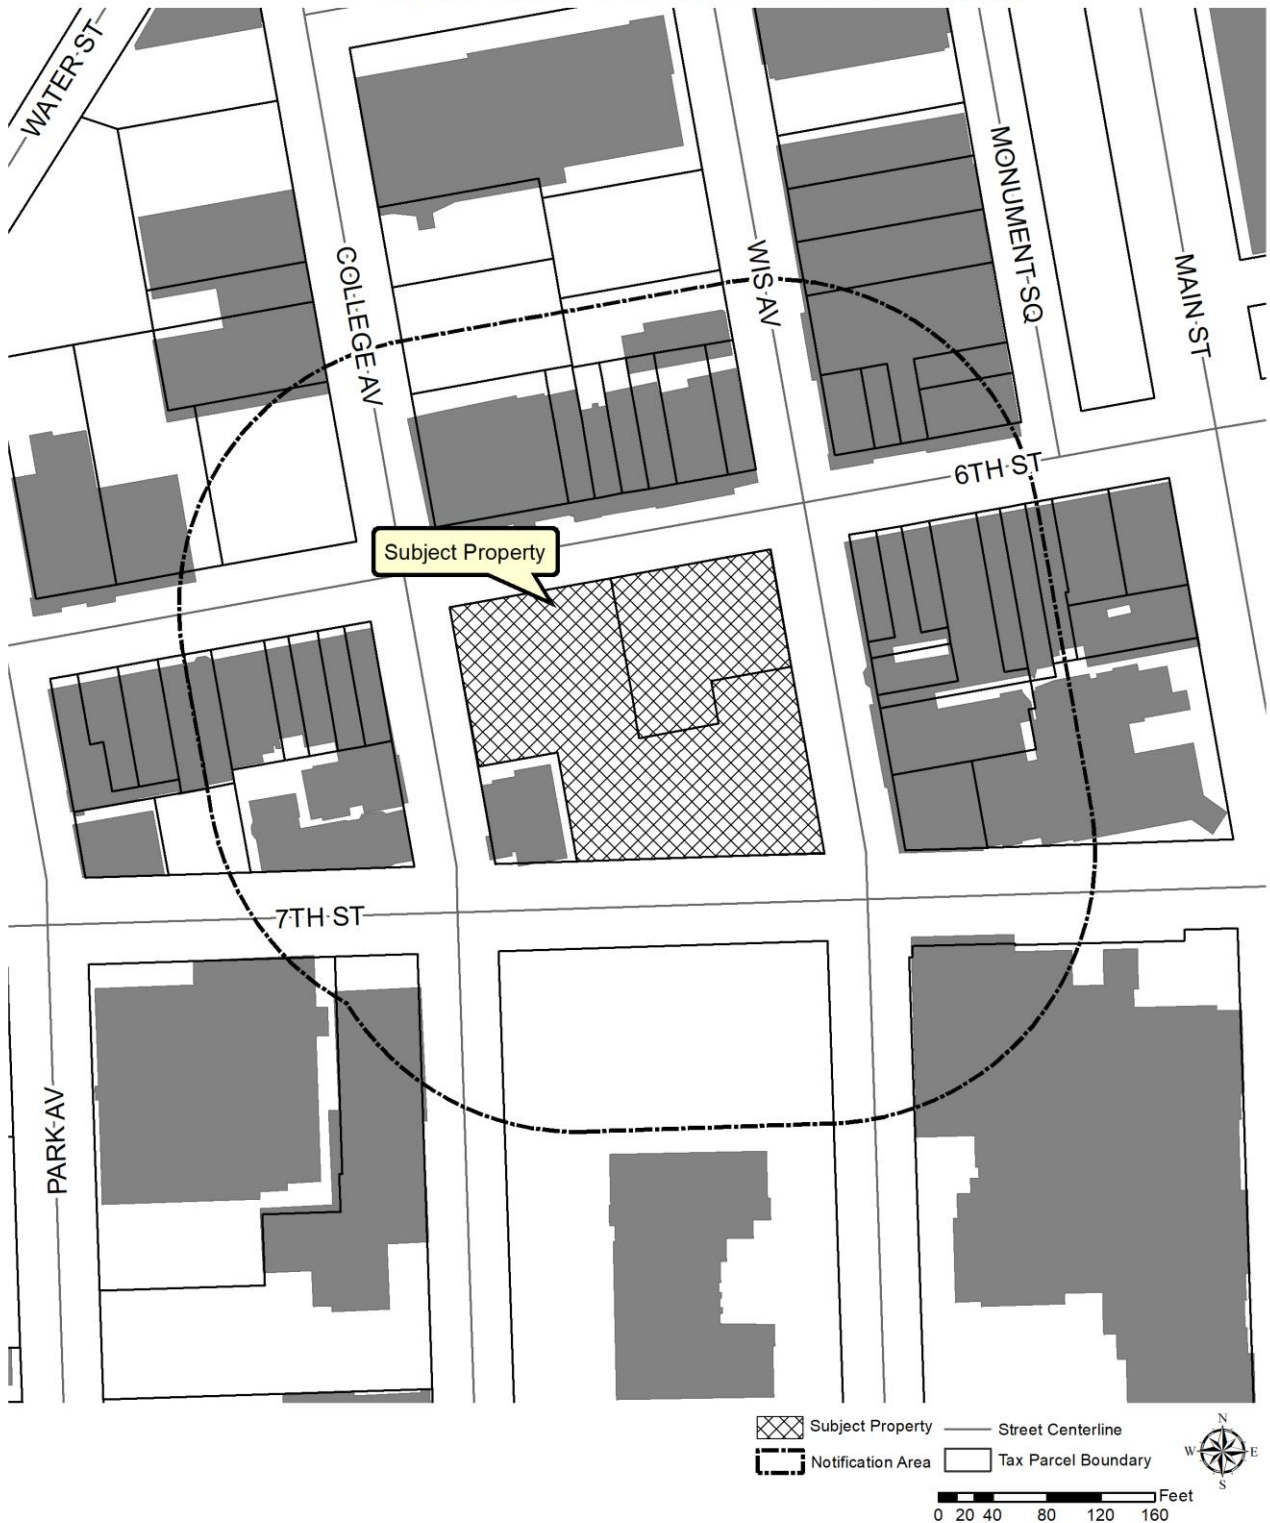 WATER ST
COLLEGE AV
WIS AV
MONUMENT SQ
MAIN ST
6TH ST
Subject Property
7TH ST
PARK AV
Subject Property
Street Centerline
Notification Area
Tax Parcel Boundary
N
W
E
S
Feet
0 20 40 80 120 160